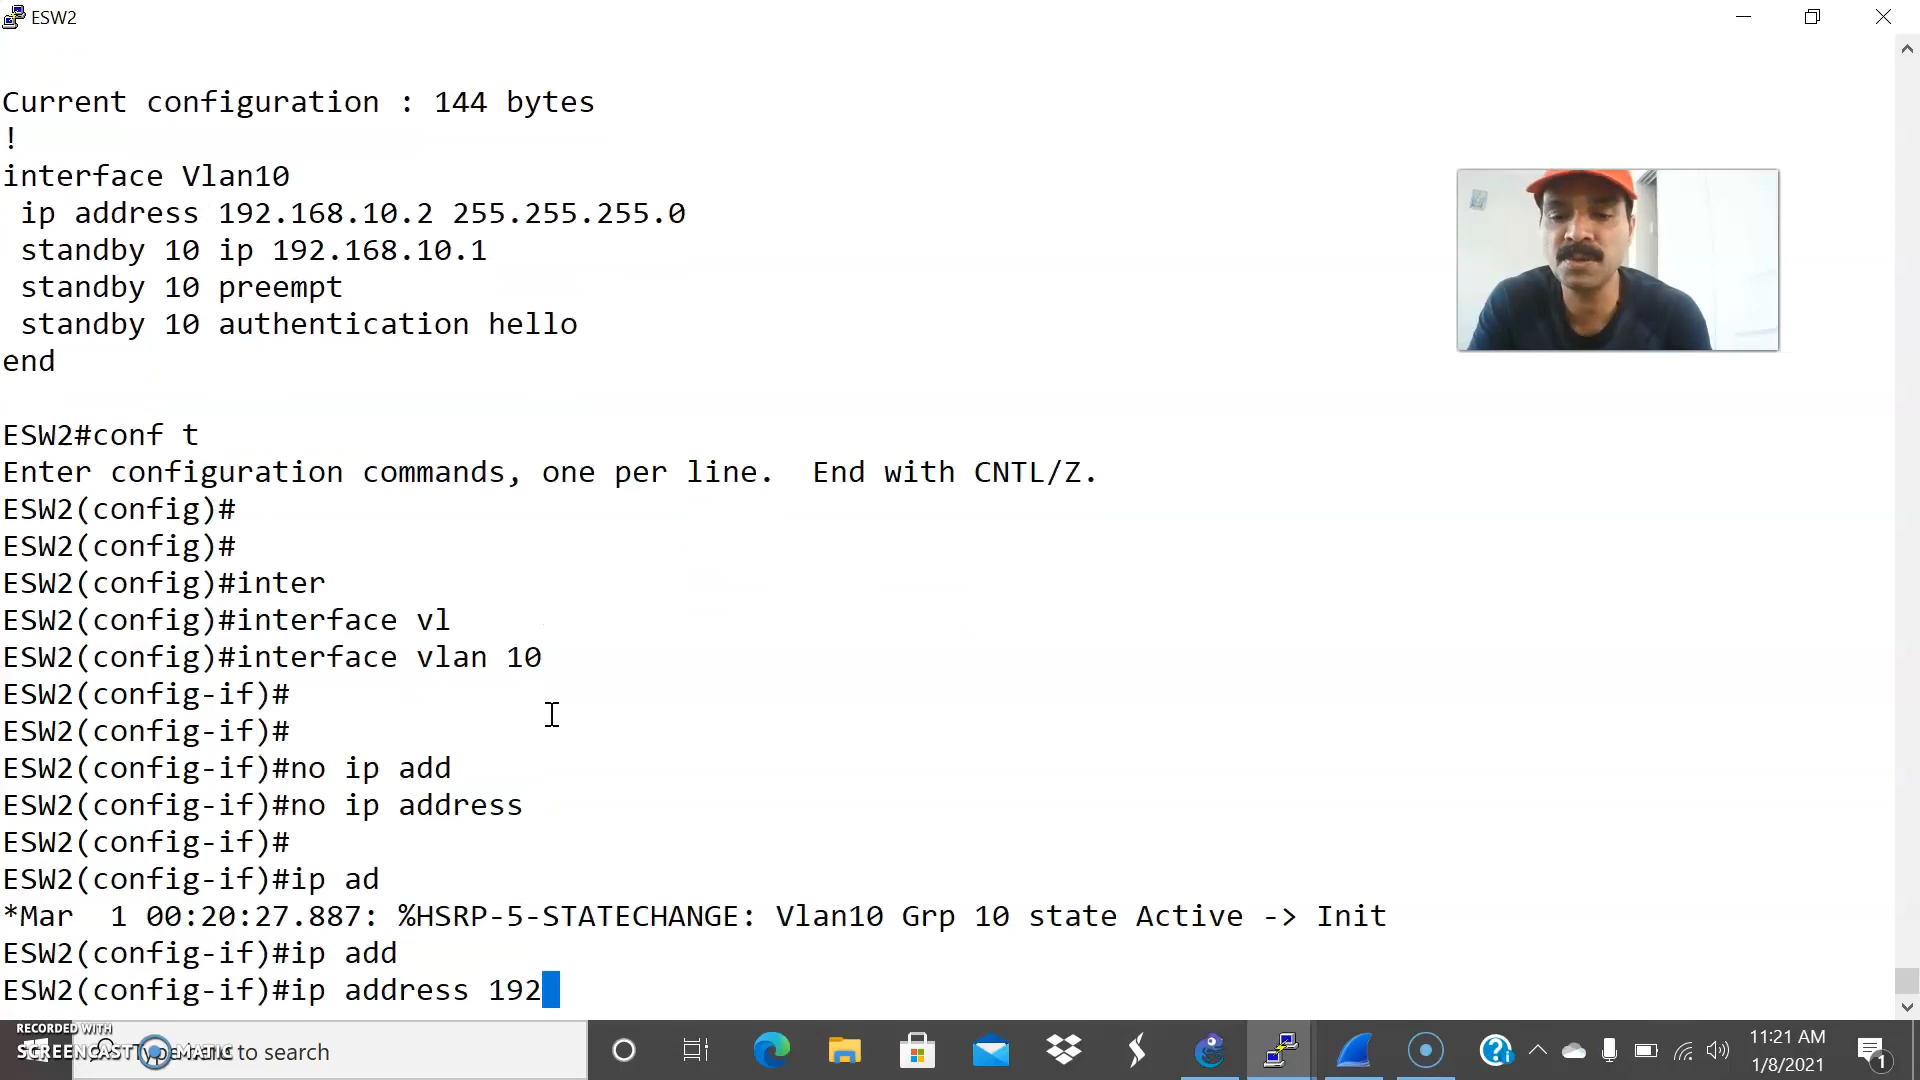 ESW2
Current configuration : 144 bytes
!
interface Vlan10
 ip address 192.168.10.2 255.255.255.0
 standby 10 ip 192.168.10.1
 standby 10 preempt
 standby 10 authentication hello
end
ESW2#conf t
Enter configuration commands, one per line.  End with CNTL/Z.
ESW2(config)#
ESW2(config)#
ESW2(config)#inter
ESW2(config)#interface vl
ESW2(config)#interface vlan 10
ESW2(config-if)#
ESW2(config-if)#
ESW2(config-if)#no ip add
ESW2(config-if)#no ip address
ESW2(config-if)#
ESW2(config-if)#ip ad
*Mar  1 00:20:27.887: %HSRP-5-STATECHANGE: Vlan10 Grp 10 state Active -> Init
ESW2(config-if)#ip add
ESW2(config-if)#ip address 192
RECORDED WITH
SCREENCAST MATIC
Type here to search
11:21 AM
1/8/2021
1